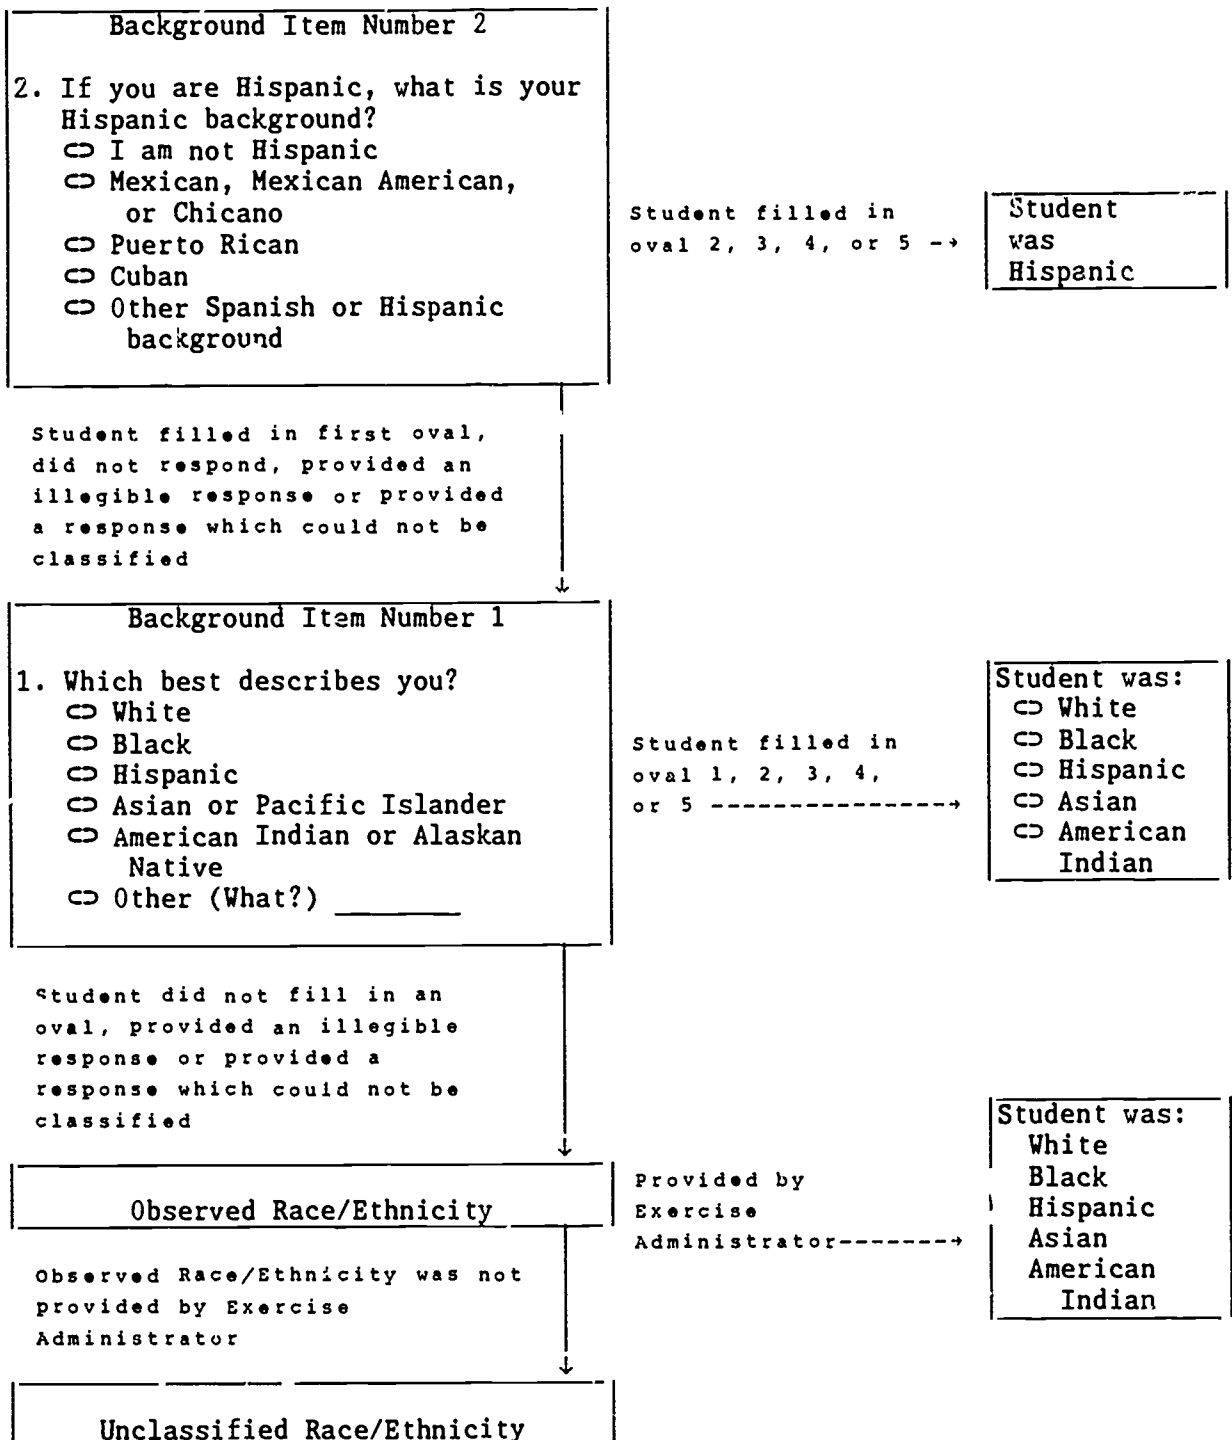 Background Item Number 2
2. If you are Hispanic, what is your
Hispanic background?
I am not Hispanic
Mexican, Mexican American,
or Chicano
Puerto Rican
Cuban
Other Spanish or Hispanic
background
Student filled in
oval 2, 3, 4, or 5 -→
Student
was
Hispanic
Student filled in first oval,
did not respond, provided an
illegible response or provided
a response which could not be
classified
Background Item Number 1
1. Which best describes you?
White
Black
Hispanic
Asian or Pacific Islander
American Indian or Alaskan
Native
Other (What?) ______
Student filled in
oval 1, 2, 3, 4,
or 5 ----------------→
Student was:
White
Black
Hispanic
Asian
American
Indian
Student did not fill in an
oval, provided an illegible
response or provided a
response which could not be
classified
Observed Race/Ethnicity
Provided by
Exercise
Administrator--------→
Student was:
White
Black
Hispanic
Asian
American
Indian
Observed Race/Ethnicity was not
provided by Exercise
Administrator
Unclassified Race/Ethnicity